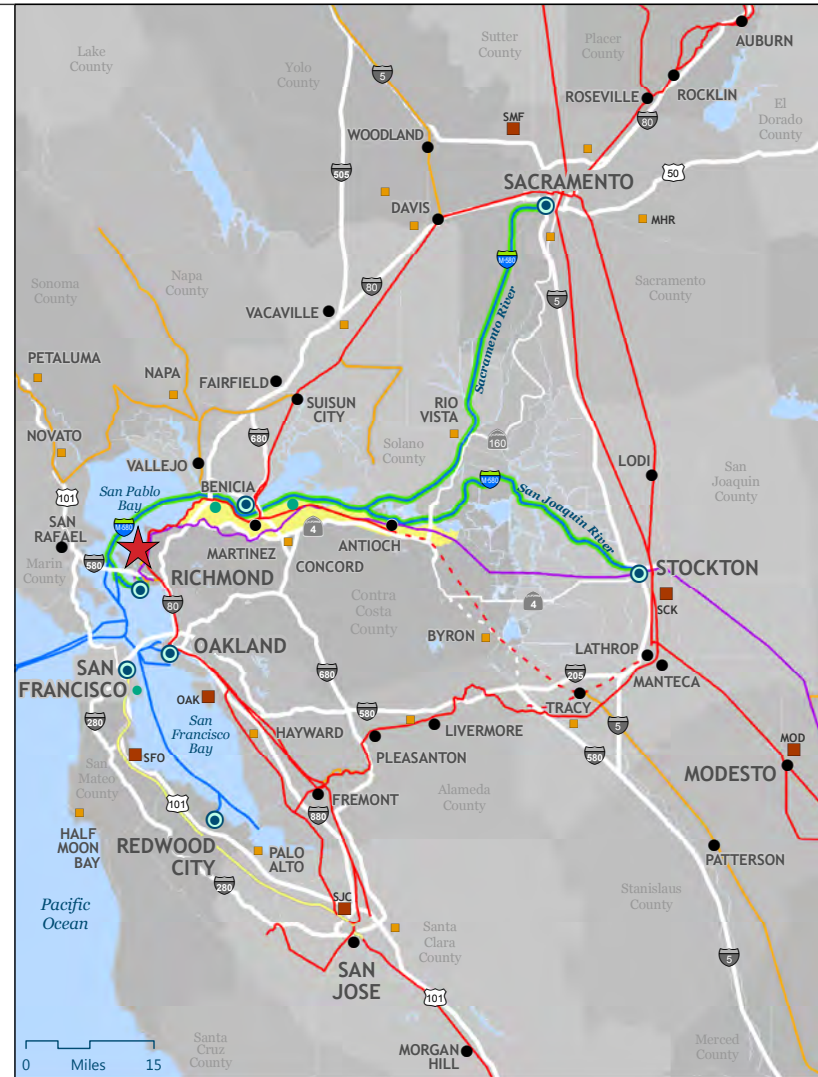 Lake
County
Sutter
County
Placer
County
AUBURN
Yolo
County
5
ROCKLIN
ROSEVILLE
80
El
Dorado
County
SMF
WOODLAND
505
50
SACRAMENTO
DAVIS
MHR
M-580
80
Sonoma
County
Napa
County
Sacramento
County
5
VACAVILLE
Sacramento River
PETALUMA
NAPA
FAIRFIELD
SUISUN
CITY
RIO
VISTA
NOVATO
680
160
Solano
County
VALLEJO
LODI
San
Joaquin
County
101
San Pablo
Bay
BENICIA
M-580
San Joaquin River
SAN
RAFAEL
M-580
4
MARTINEZ
ANTIOCH
Marin
County
580
RICHMOND
CONCORD
STOCKTON
80
Contra
Costa
County
4
SCK
BYRON
OAKLAND
LATHROP
SAN
FRANCISCO
680
205
MANTECA
OAK
TRACY
280
San
Francisco
Bay
580
5
HAYWARD
LIVERMORE
MOD
SFO
PLEASANTON
580
San
Mateo
County
MODESTO
101
Alameda
County
FREMONT
880
HALF
MOON
BAY
REDWOOD
CITY
PALO
ALTO
PATTERSON
280
SJC
Stanislaus
County
Pacific
Ocean
Santa
Clara
County
5
SAN
JOSE
101
Santa
Cruz
County
MORGAN
HILL
Merced
County
0 Miles 15